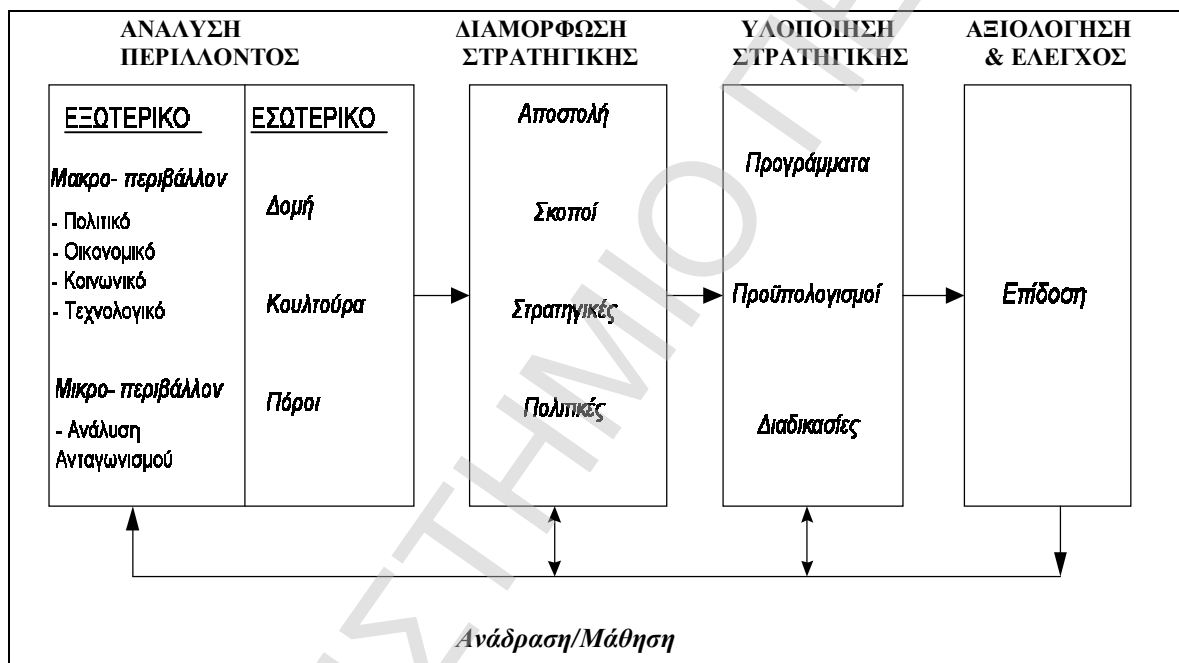 ΑΝΑΛΥΣΗ
ΠΕΡΙΛΛΟΝΤΟΣ
ΔΙΑΜΟΡΦΩΣΗ
ΣΤΡΑΤΗΓΙΚΗΣ
ΥΛΟΠΟΙΗΣΗ
ΣΤΡΑΤΗΓΙΚΗΣ
ΑΞΙΟΛΟΓΗΣΗ
& ΕΛΕΓΧΟΣ
ΕΞΩΤΕΡΙΚΟ
Μακρο- περιβάλλον
- Πολιτικό
- Οικονομικό
- Κοινωνικό
- Τεχνολογικό
Μικρο- περιβάλλον
- Ανάλυση
Ανταγωνισμού
ΕΣΩΤΕΡΙΚΟ
Δομή
Κουλτούρα
Πόροι
Αποστολή
Σκοποί
Στρατηγικές
Πολιτικές
Προγράμματα
Προϋπολογισμοί
Διαδικασίες
Επίδοση
Ανάδραση/Μάθηση